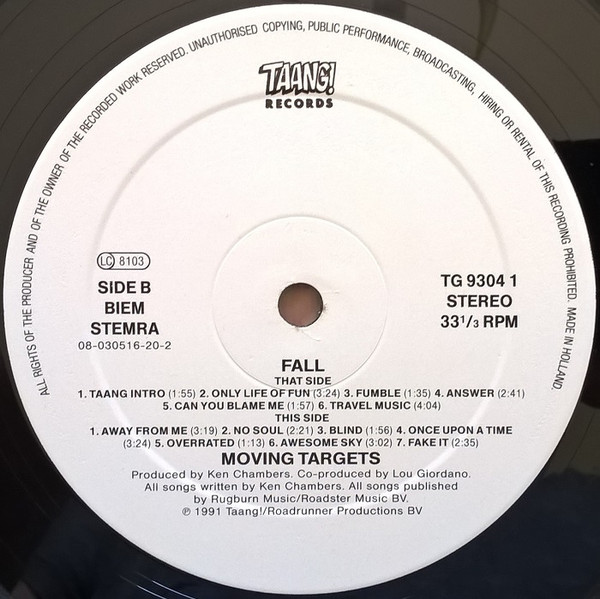 ALL RIGHTS OF THE PRODUCER AND OF THE OWNER OF THE RECORDED WORK RESERVED. UNAUTHORISED COPYING, PUBLIC PERFORMANCE, BROADCASTING, HIRING OR RENTAL OF THIS RECORDING PROHIBITED. MADE IN HOLLAND.
TAANG!
RECORDS
LC 8103
SIDE B
BIEM
STEMRA
08-030516-20-2
TG 9304 1
STEREO
33 1/3 RPM
FALL
THAT SIDE
1. TAANG INTRO (1:55) 2. ONLY LIFE OF FUN (3:24) 3. FUMBLE (1:35) 4. ANSWER (2:41)
5. CAN YOU BLAME ME (1:57) 6. TRAVEL MUSIC (4:04)
THIS SIDE
1. AWAY FROM ME (3:19) 2. NO SOUL (2:21) 3. BLIND (1:56) 4. ONCE UPON A TIME
(3:24) 5. OVERRATED (1:13) 6. AWESOME SKY (3:02) 7. FAKE IT (2:35)
MOVING TARGETS
Produced by Ken Chambers. Co-produced by Lou Giordano.
All songs written by Ken Chambers. All songs published
by Rugburn Music/Roadster Music BV.
℗ 1991 Taang!/Roadrunner Productions BV